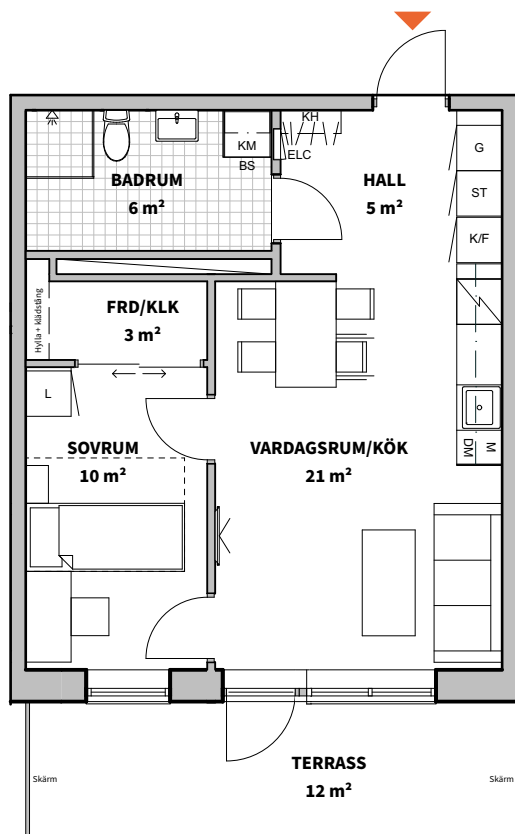 KH
KM
BS
ELC
G
BADRUM
6 m²
HALL
5 m²
ST
K/F
Hylla + klädstång
FRD/KLK
3 m²
L
SOVRUM
10 m²
VARDAGSRUM/KÖK
21 m²
DM
M
TERRASS
12 m²
Skärm
Skärm